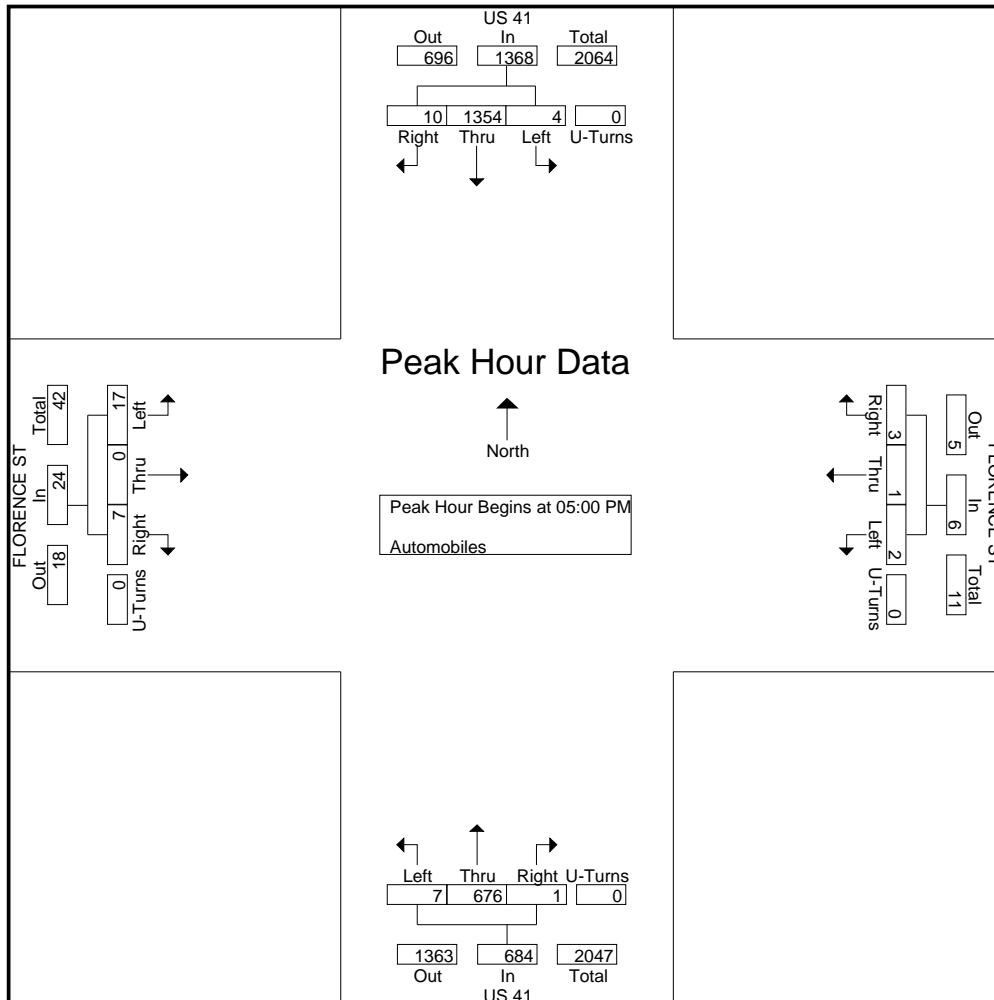 US 41
Out In Total
696 1368 2064
10 1354 4 0
Right Thru Left U-Turns
Peak Hour Data
North
Peak Hour Begins at 05:00 PM
Automobiles
FLORENCE ST
Total In Out
42 24 18
17 0 7 0
Left Thru Right U-Turns
FLORENCE ST
Out In Total
5 6 11
3 1 2 0
Right Thru Left U-Turns
Left Thru Right U-Turns
7 676 1 0
1363 684 2047
Out In Total
US 41